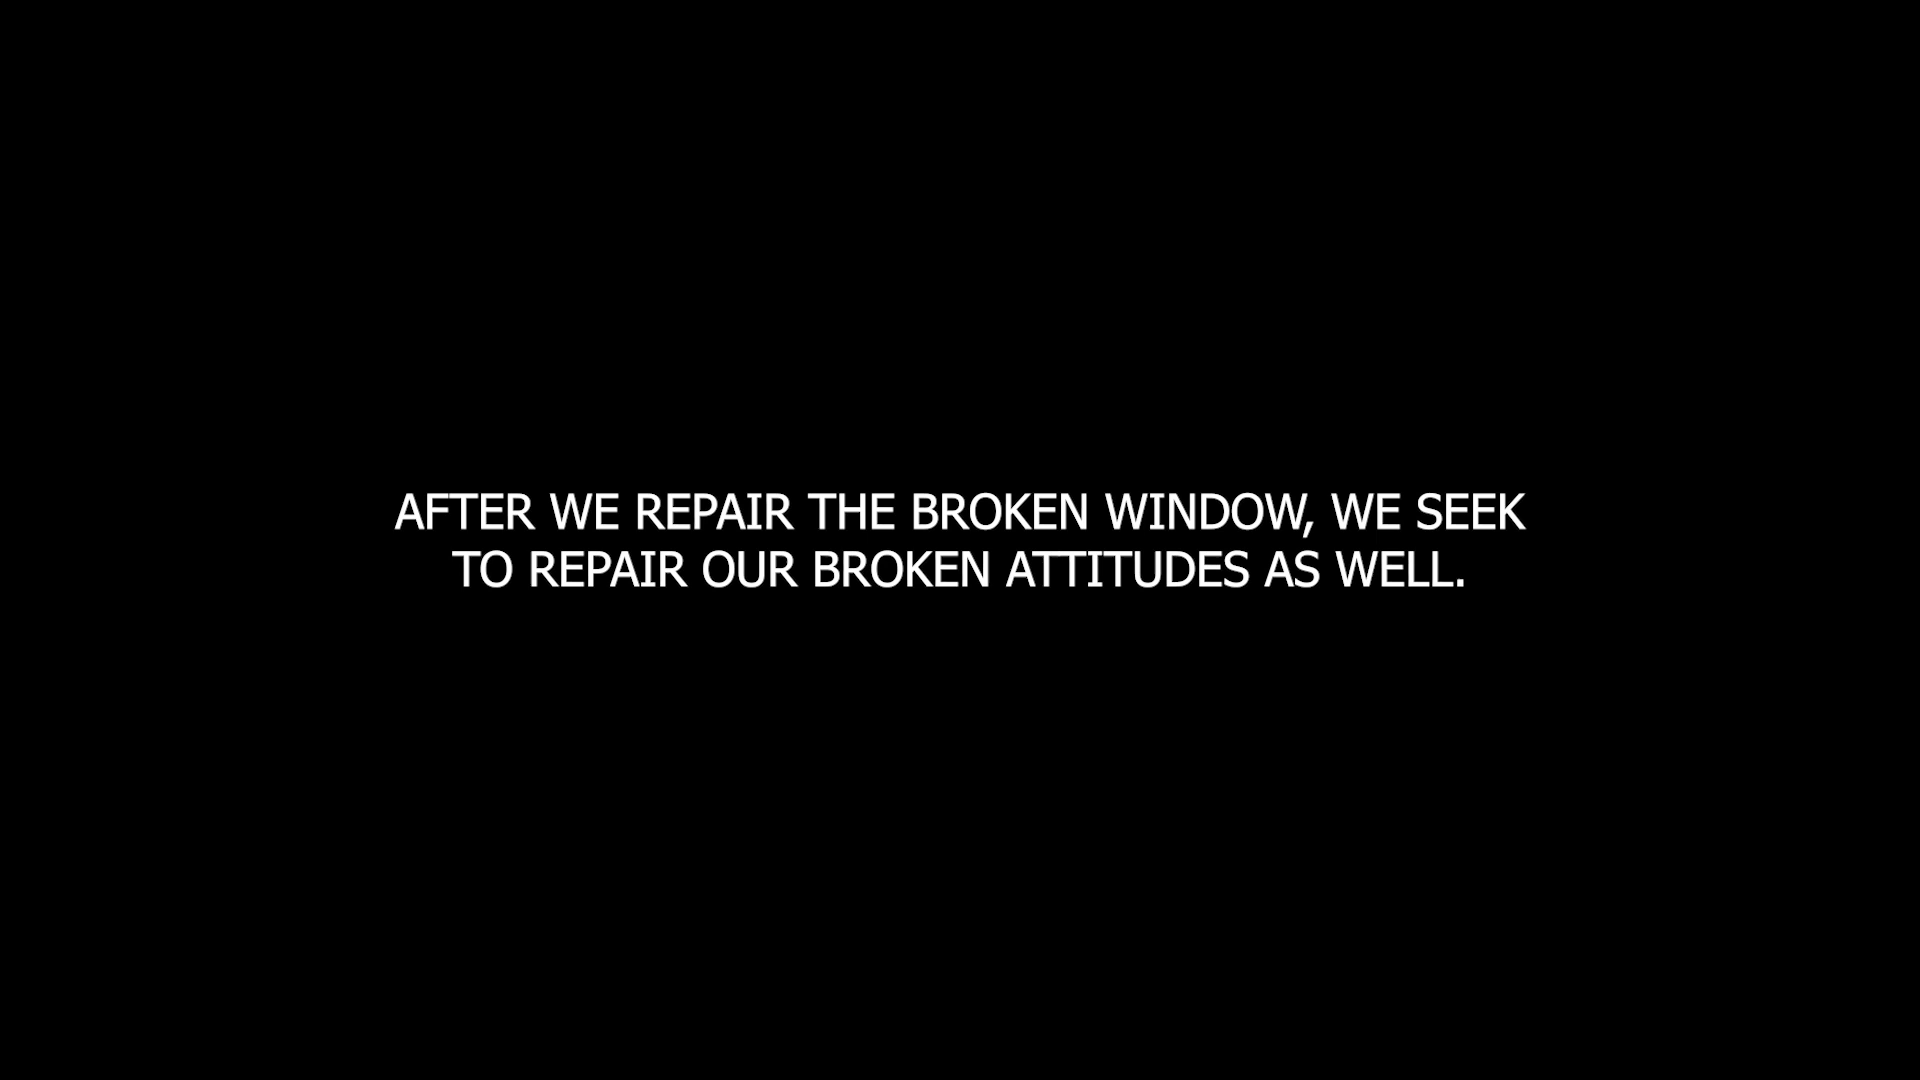 AFTER WE REPAIR THE BROKEN WINDOW, WE SEEK
TO REPAIR OUR BROKEN ATTITUDES AS WELL.